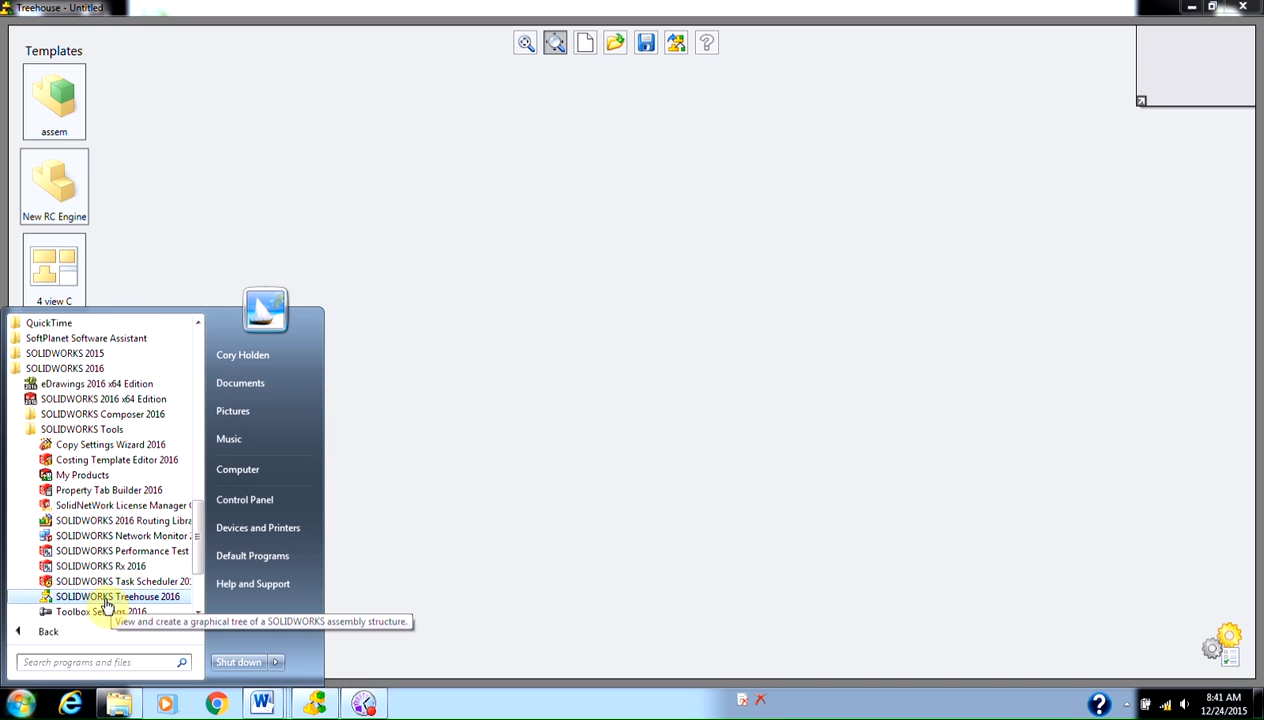 Treehouse - Untitled
Templates
assem
New RC Engine
4 view C
QuickTime
SoftPlanet Software Assistant
SOLIDWORKS 2015
SOLIDWORKS 2016
eDrawings 2016 x64 Edition
SOLIDWORKS 2016 x64 Edition
SOLIDWORKS Composer 2016
SOLIDWORKS Tools
Copy Settings Wizard 2016
Costing Template Editor 2016
My Products
Property Tab Builder 2016
SolidNetWork License Manager
SOLIDWORKS 2016 Routing Libra
SOLIDWORKS Network Monitor
SOLIDWORKS Performance Test
SOLIDWORKS Rx 2016
SOLIDWORKS Task Scheduler 20
SOLIDWORKS Treehouse 2016
Toolbox 2016
View and create a graphical tree of a SOLIDWORKS assembly structure.
Back
Search programs and files
Cory Holden
Documents
Pictures
Music
Computer
Control Panel
Devices and Printers
Default Programs
Help and Support
Shut down
8:41 AM
12/24/2015